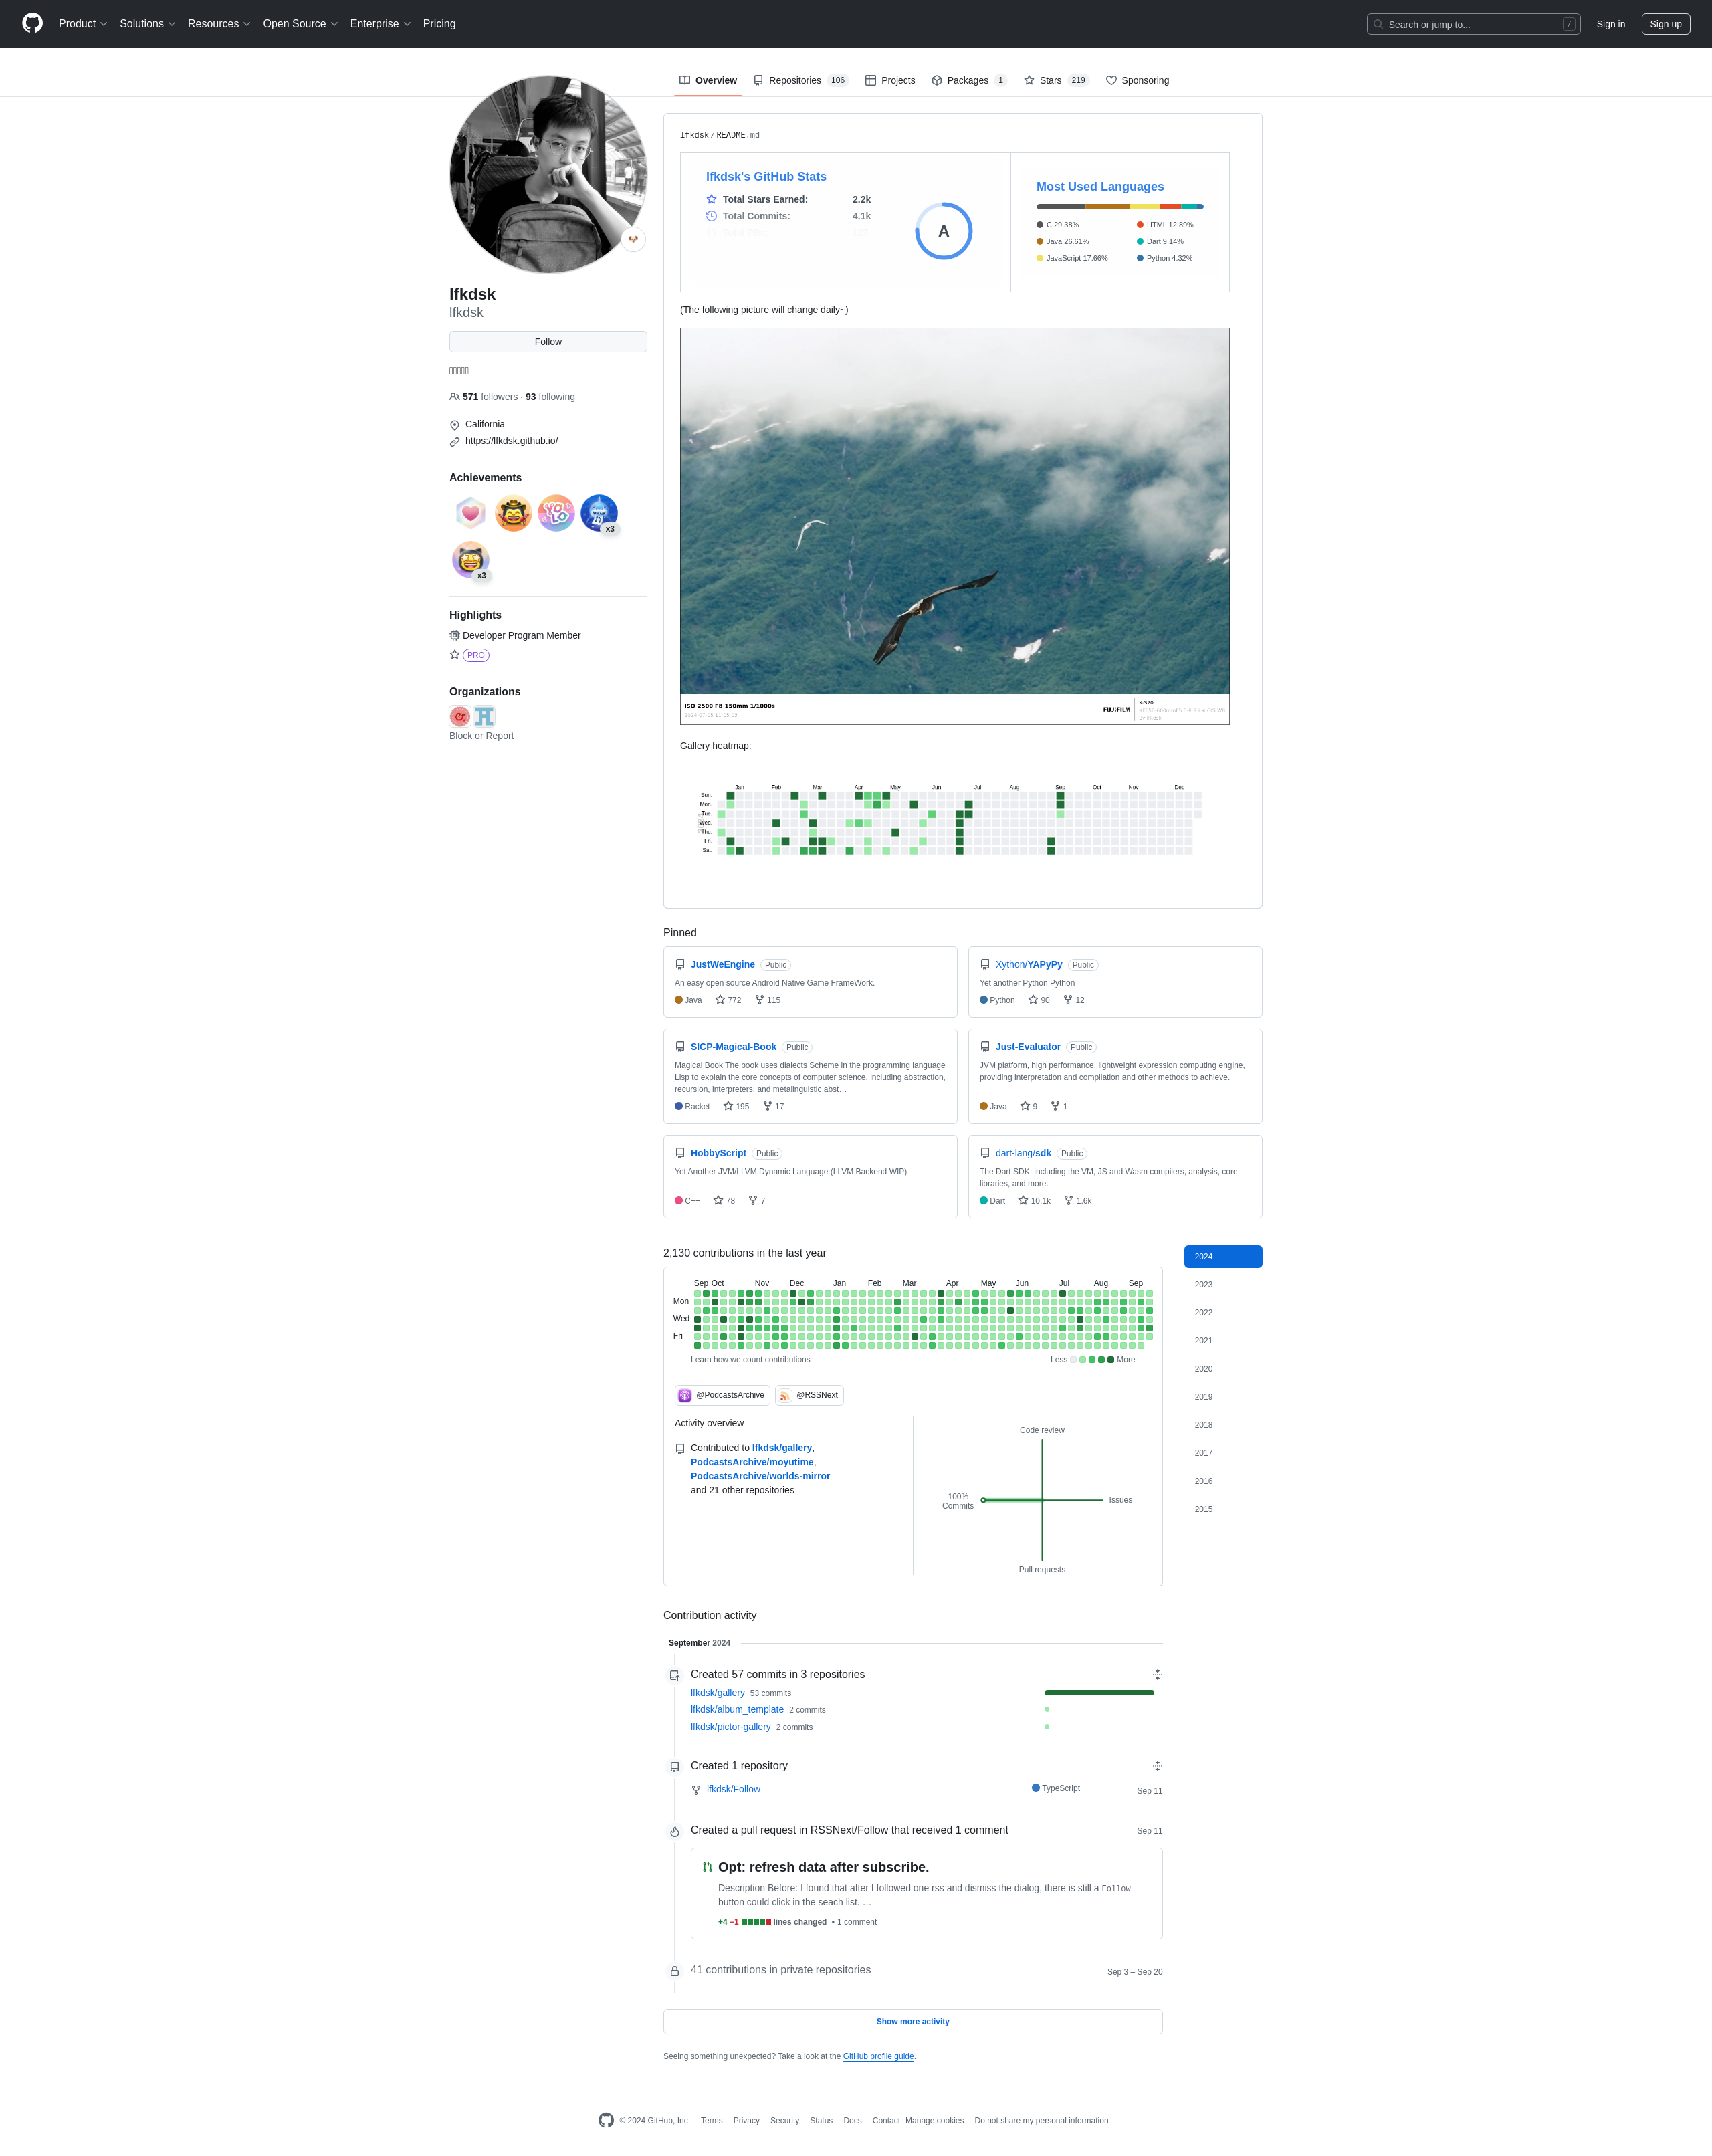 Product Solutions Resources Open Source Enterprise Pricing Search or jump to... / Sign in Sign up
Overview Repositories 106 Projects Packages 1 Stars 219 Sponsoring
lfkdsk
lfkdsk
Follow
571 followers · 93 following
California
https://lfkdsk.github.io/
Achievements
YOLO
x3
x3
Highlights
Developer Program Member
PRO
Organizations
Block or Report
lfkdsk/README.md
lfkdsk's GitHub Stats
Total Stars Earned: 2.2k
Total Commits: 4.1k
A
Most Used Languages
C 29.38% HTML 12.89%
Java 26.61% Dart 9.14%
JavaScript 17.66% Python 4.32%
(The following picture will change daily~)
ISO 2500 F8 150mm 1/1000s
FUJIFILM
X-S20
Gallery heatmap:
Jan Feb Mar Apr May Jun Jul Aug Sep Oct Nov Dec
Sun.
Mon.
Tue.
Wed.
Thu.
Fri.
Sat.
Pinned
JustWeEngine Public
An easy open source Android Native Game FrameWork.
Java 772 115
Xython/YAPyPy Public
Yet another Python Python
Python 90 12
SICP-Magical-Book Public
Magical Book The book uses dialects Scheme in the programming language
Lisp to explain the core concepts of computer science, including abstraction,
recursion, interpreters, and metalinguistic abst…
Racket 195 17
Just-Evaluator Public
JVM platform, high performance, lightweight expression computing engine,
providing interpretation and compilation and other methods to achieve.
Java 9 1
HobbyScript Public
Yet Another JVM/LLVM Dynamic Language (LLVM Backend WIP)
C++ 78 7
dart-lang/sdk Public
The Dart SDK, including the VM, JS and Wasm compilers, analysis, core
libraries, and more.
Dart 10.1k 1.6k
2,130 contributions in the last year
Sep Oct Nov Dec Jan Feb Mar Apr May Jun Jul Aug Sep
Mon
Wed
Fri
Learn how we count contributions
Less More
2024
2023
2022
2021
2020
2019
2018
2017
2016
2015
@PodcastsArchive @RSSNext
Activity overview
Contributed to lfkdsk/gallery,
PodcastsArchive/moyutime,
PodcastsArchive/worlds-mirror
and 21 other repositories
Code review
100%
Commits
Issues
Pull requests
Contribution activity
September 2024
Created 57 commits in 3 repositories
lfkdsk/gallery 53 commits
lfkdsk/album_template 2 commits
lfkdsk/pictor-gallery 2 commits
Created 1 repository
lfkdsk/Follow TypeScript Sep 11
Created a pull request in RSSNext/Follow that received 1 comment Sep 11
Opt: refresh data after subscribe.
Description Before: I found that after I followed one rss and dismiss the dialog, there is still a Follow
button could click in the seach list. …
+4 −1 lines changed • 1 comment
41 contributions in private repositories Sep 3 – Sep 20
Show more activity
Seeing something unexpected? Take a look at the GitHub profile guide.
© 2024 GitHub, Inc. Terms Privacy Security Status Docs Contact Manage cookies Do not share my personal information